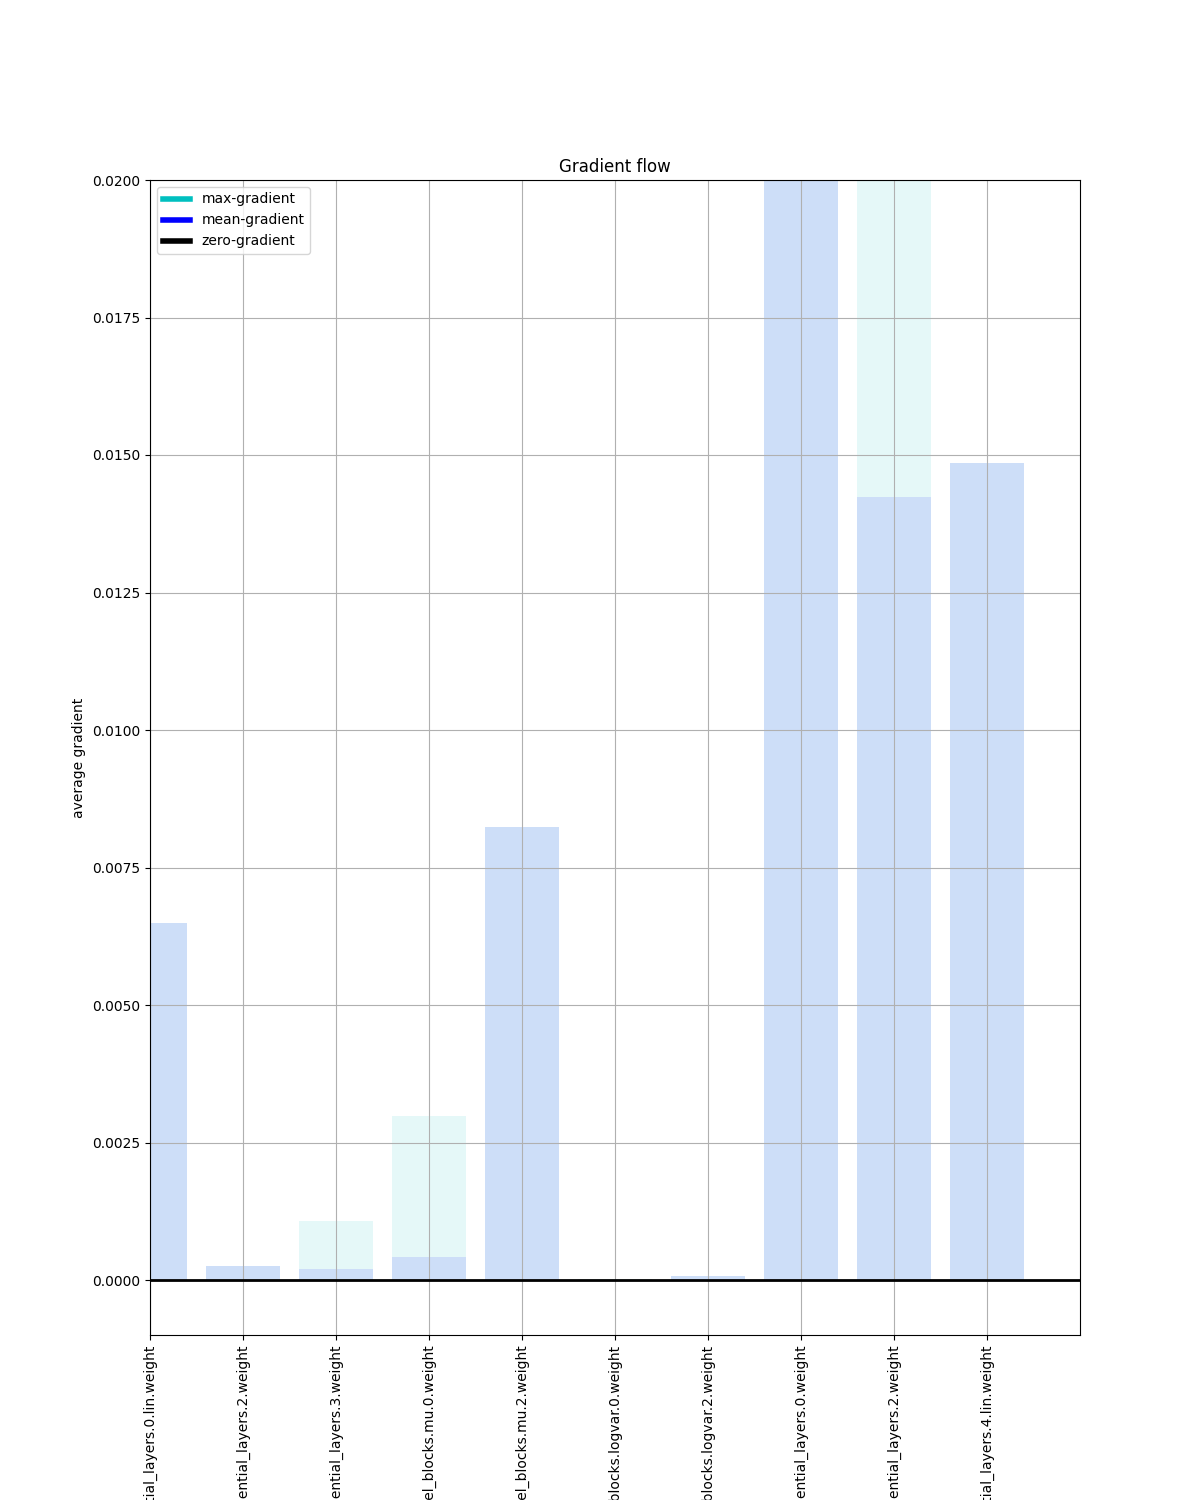 Gradient flow
max-gradient
mean-gradient
zero-gradient
0.0200
0.0175
0.0150
0.0125
0.0100
0.0075
0.0050
0.0025
0.0000
average gradient
tial_layers.0.lin.weight
ential_layers.2.weight
ential_layers.3.weight
el_blocks.mu.0.weight
el_blocks.mu.2.weight
blocks.logvar.0.weight
blocks.logvar.2.weight
ential_layers.0.weight
ential_layers.2.weight
tial_layers.4.lin.weight